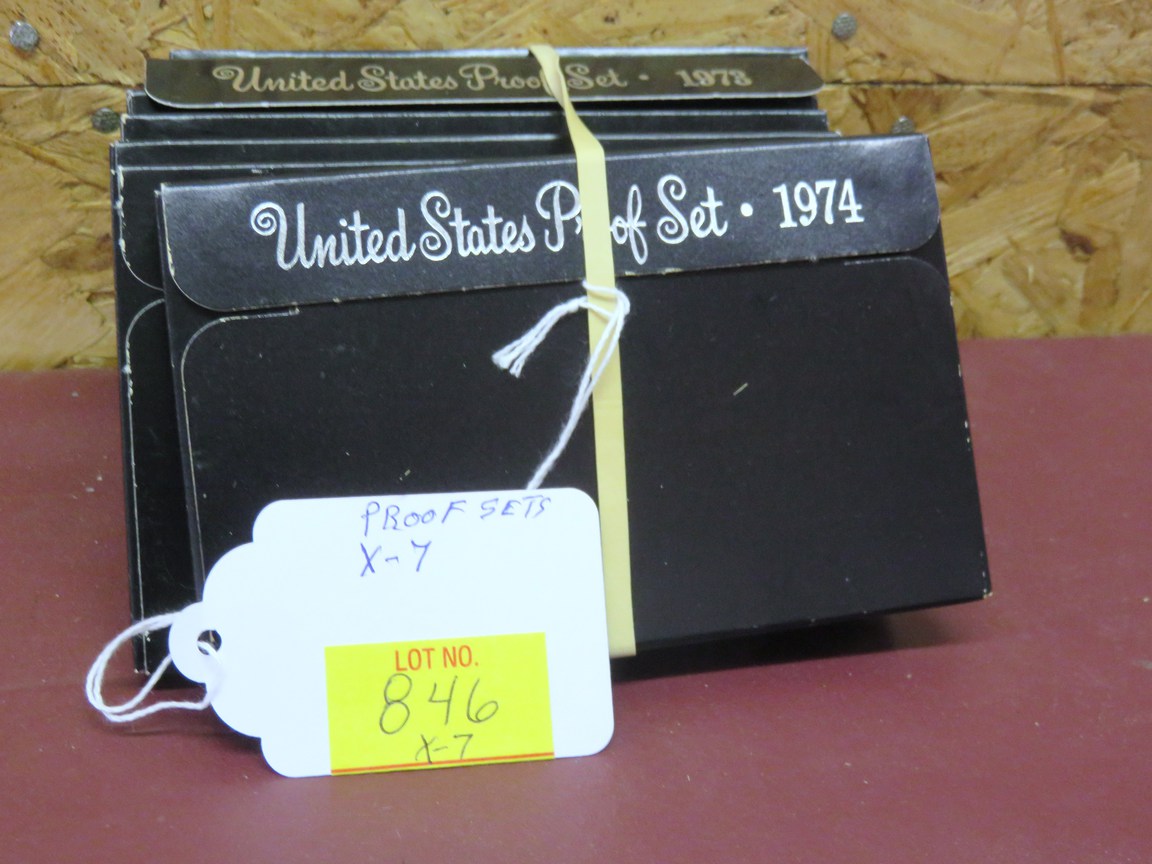 United States Proof Set · 1973
United States Proof Set · 1974
PROOF SETS
X-7
LOT NO.
846
X-7